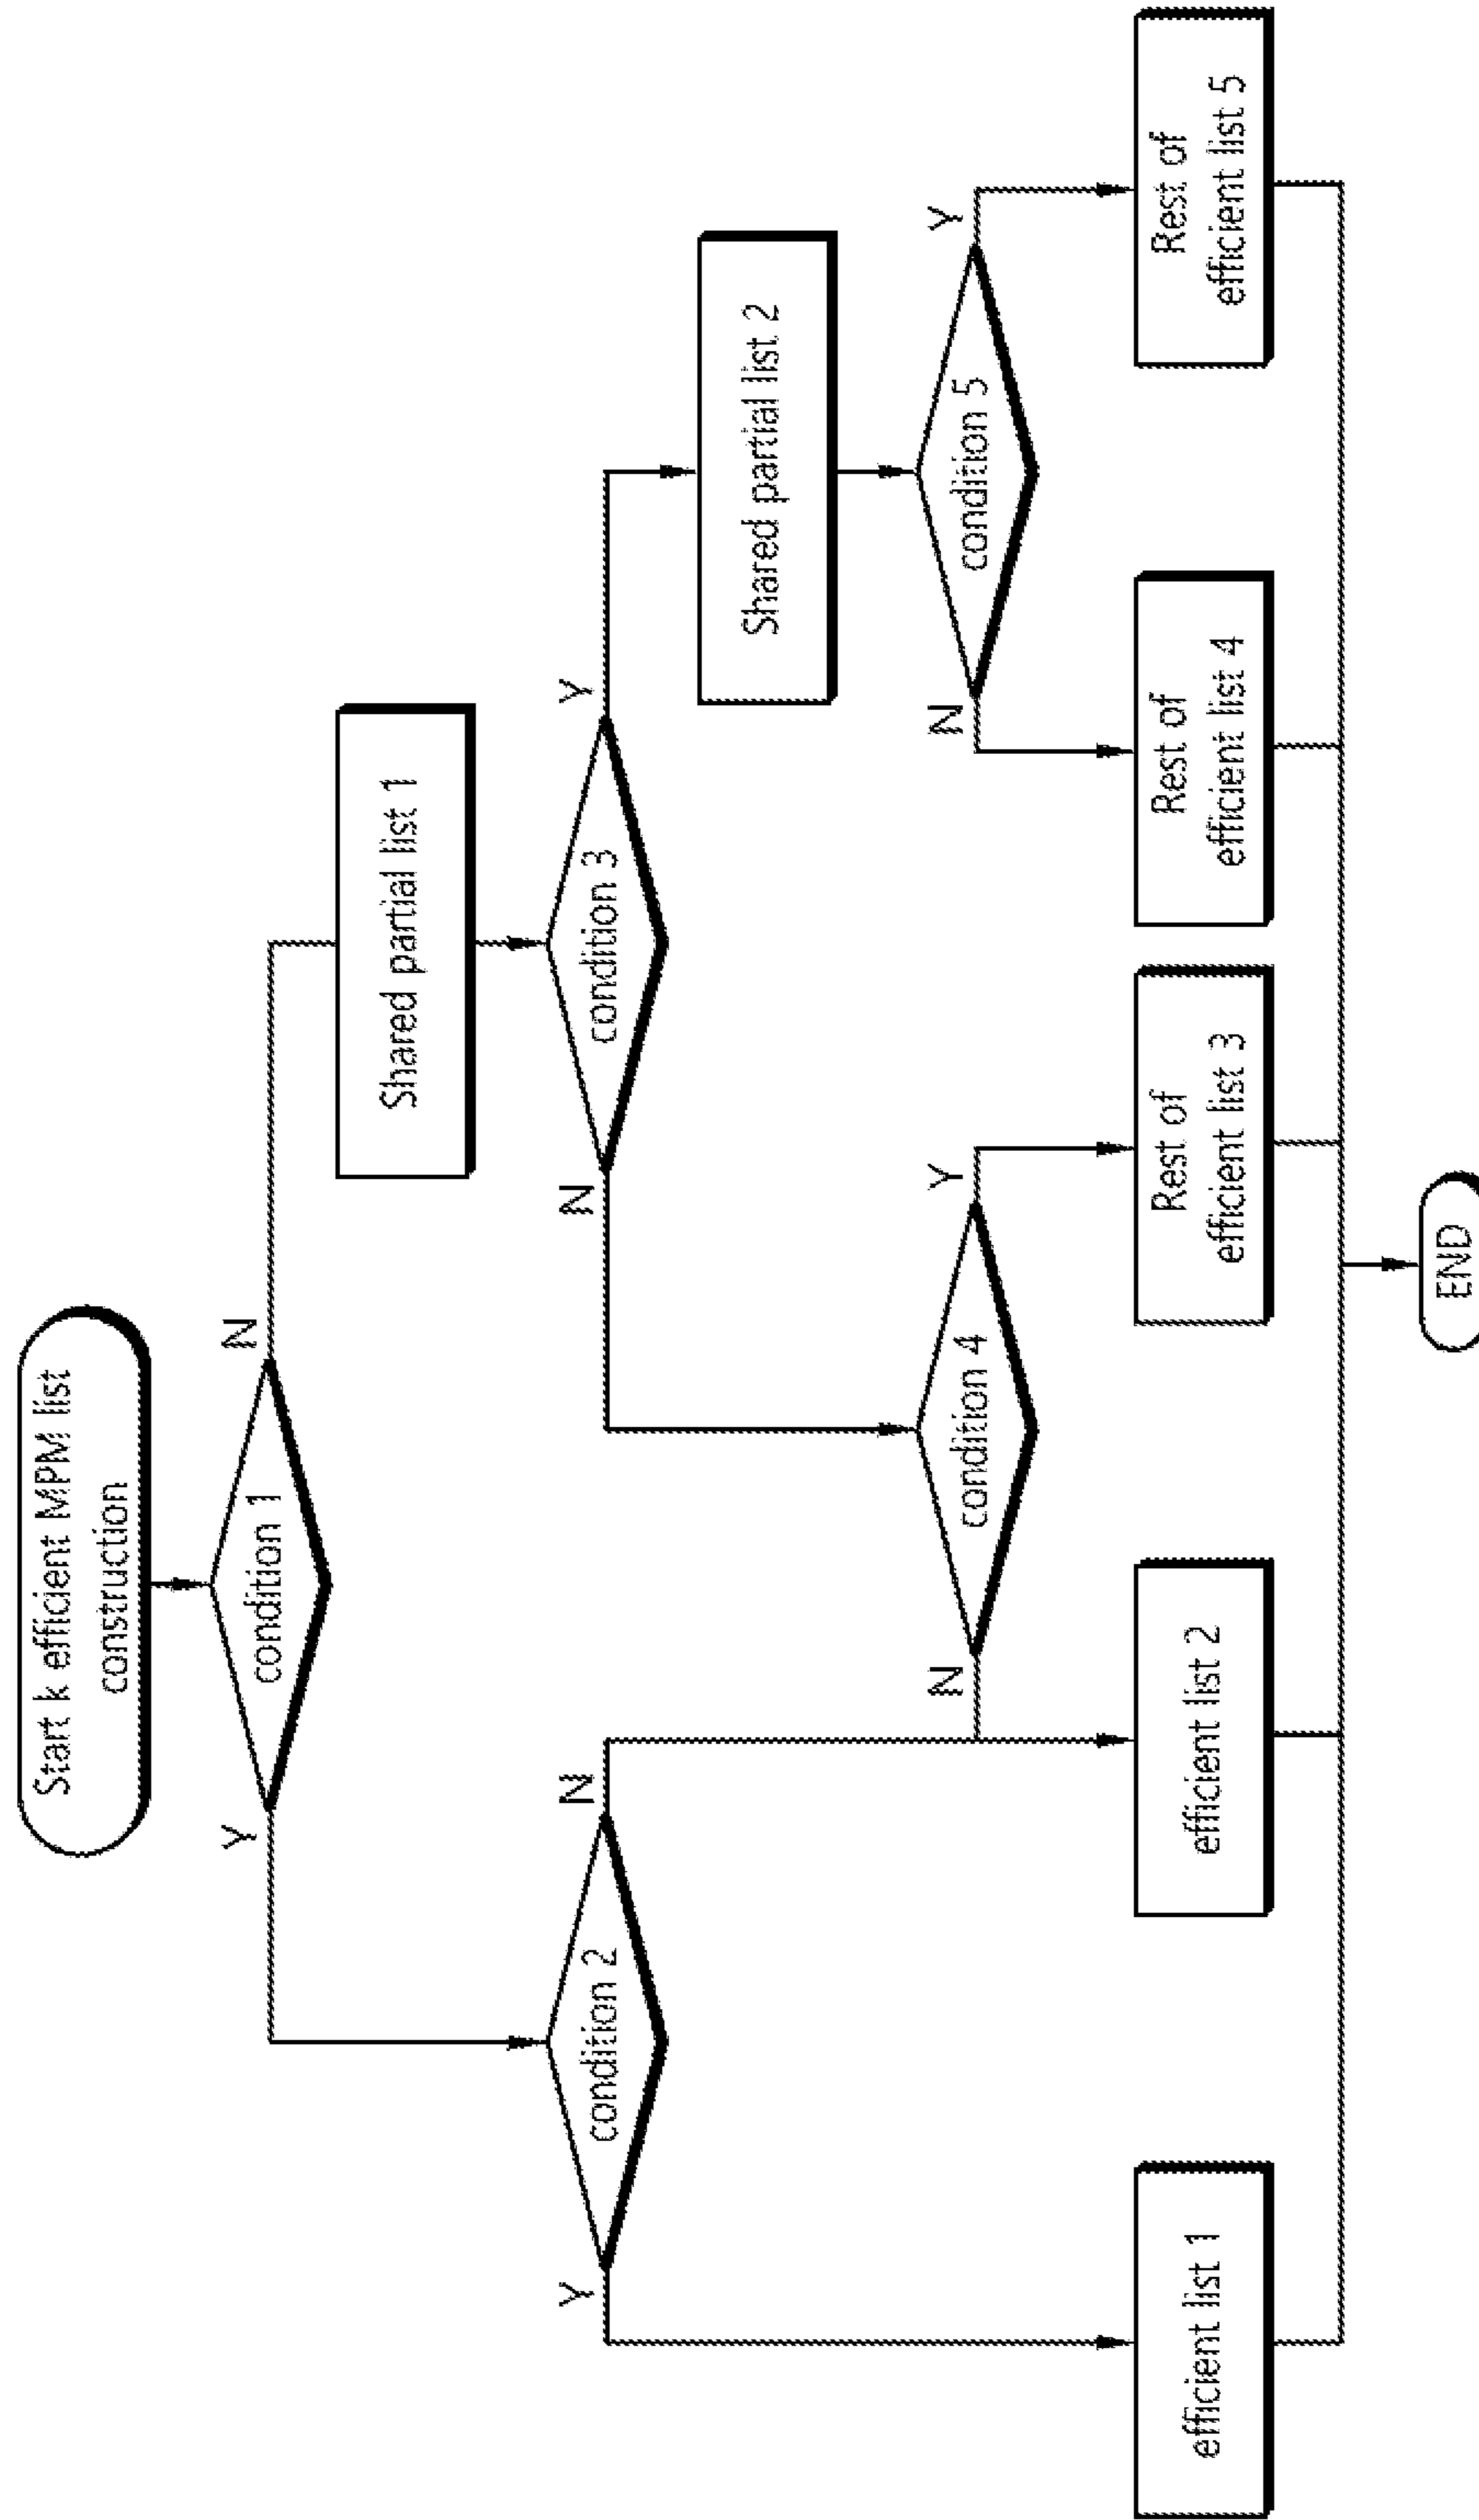 Start k efficient MPM list
construction
Y
condition 1
N
Shared partial list 1
Y
condition 2
N
N
condition 3
Y
Shared partial list 2
N
condition 4
Y
N
condition 5
Y
efficient list 1
efficient list 2
Rest of
efficient list 3
Rest of
efficient list 4
Rest of
efficient list 5
END